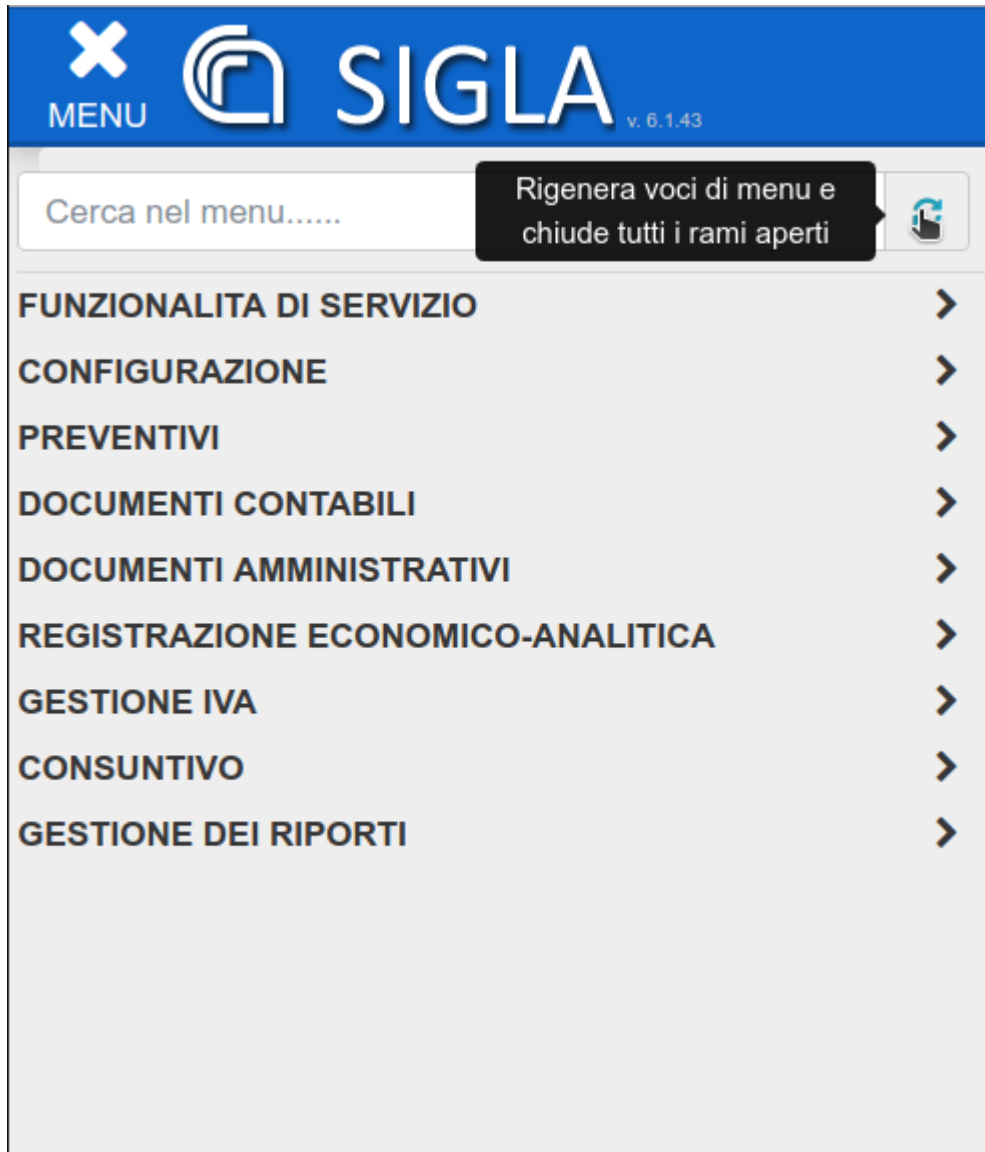 MENU
SIGLA
v. 6.1.43
Cerca nel menu......
Rigenera voci di menu e
chiude tutti i rami aperti
FUNZIONALITA DI SERVIZIO
CONFIGURAZIONE
PREVENTIVI
DOCUMENTI CONTABILI
DOCUMENTI AMMINISTRATIVI
REGISTRAZIONE ECONOMICO-ANALITICA
GESTIONE IVA
CONSUNTIVO
GESTIONE DEI RIPORTI